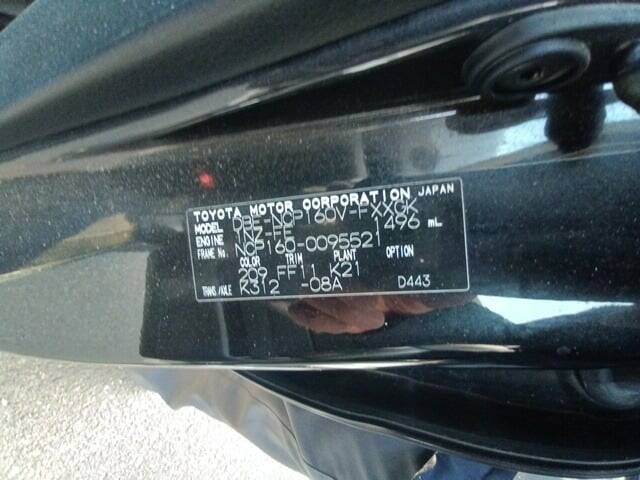 TOYOTA MOTOR CORPORATION JAPAN
MODEL DBE-NCP160V-FXXGK
ENGINE 1NZ-FE 1496 mL
FRAME No. NCP160-0095521
COLOR TRIM PLANT OPTION
209 FF11 K21
TRANS./AXLE K312 -08A D443